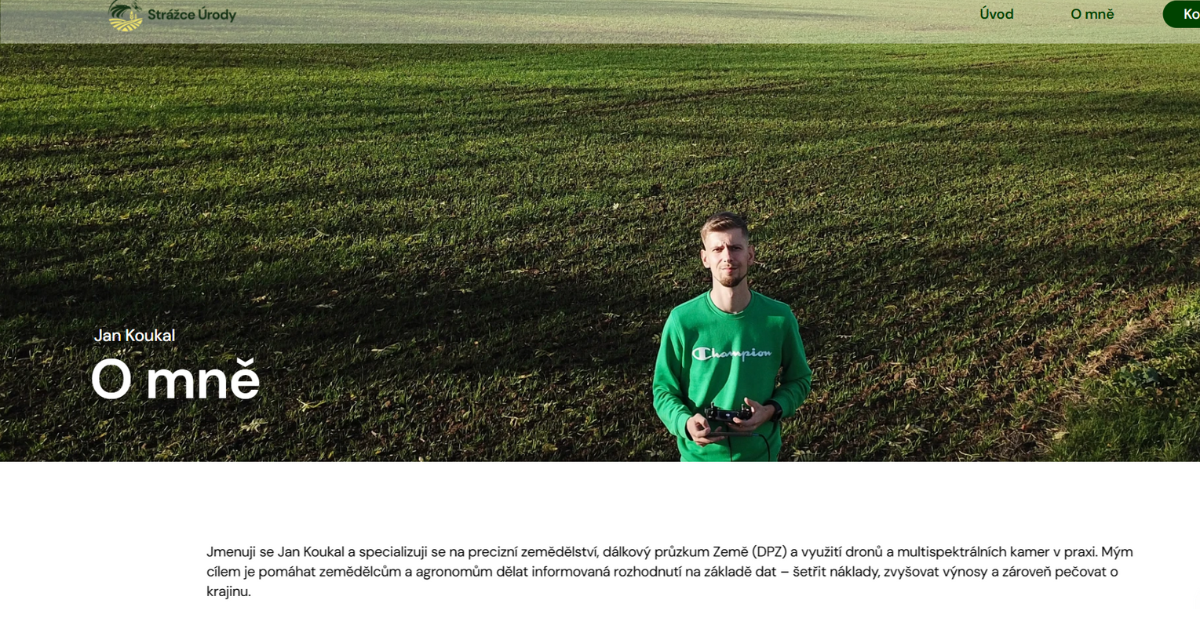 Strážce Úrody
Úvod
O mně
Champion
Jan Koukal
O mně
Jmenuji se Jan Koukal a specializuji se na precizní zemědělství, dálkový průzkum Země (DPZ) a využití dronů a multispektrálních kamer v praxi. Mým
cílem je pomáhat zemědělcům a agronomům dělat informovaná rozhodnutí na základě dat – šetřit náklady, zvyšovat výnosy a zároveň pečovat o
krajinu.